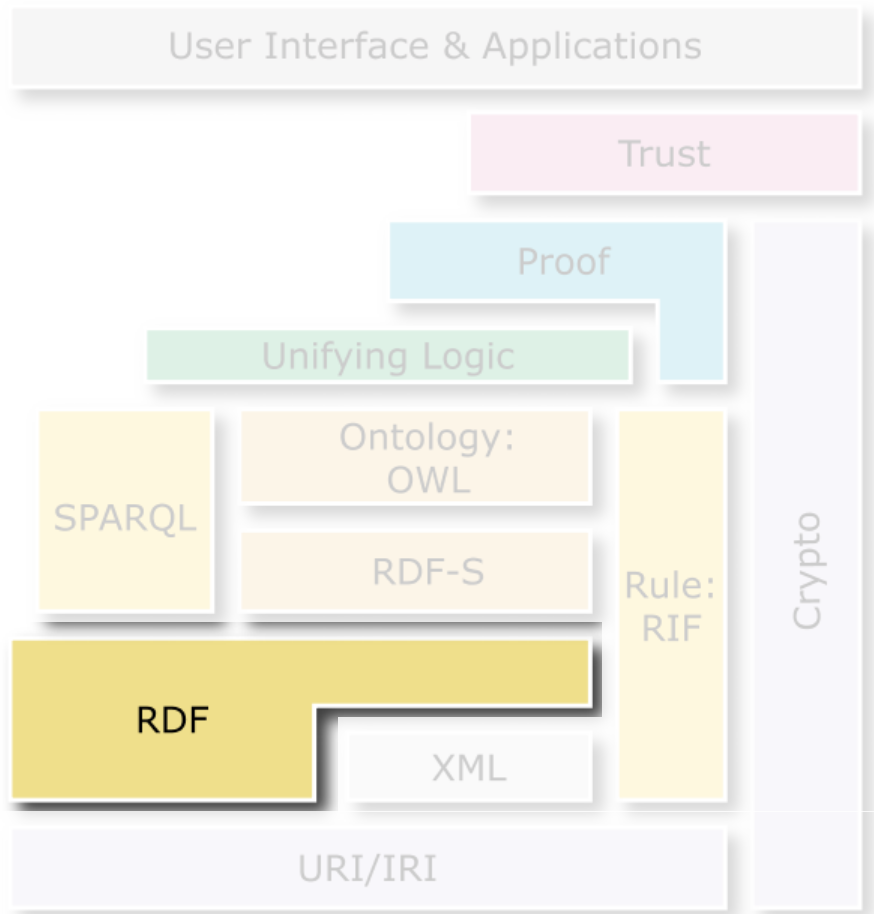 User Interface & Applications
Trust
Proof
Unifying Logic
Ontology:
OWL
SPARQL
RDF-S
Rule:
RIF
Crypto
RDF
XML
URI/IRI